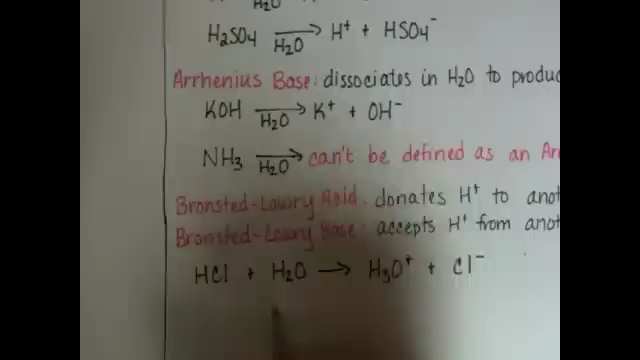 H₂O
H₂SO₄ →H₂O H⁺ + HSO₄⁻
Arrhenius Base: dissociates in H₂O to produc
KOH →H₂O K⁺ + OH⁻
NH₃ →H₂O can't be defined as an Ar
Bronsted-Lowry Acid: donates H⁺ to anot
Bronsted-Lowry Base: accepts H⁺ from anot
HCl + H₂O → H₃O⁺ + Cl⁻